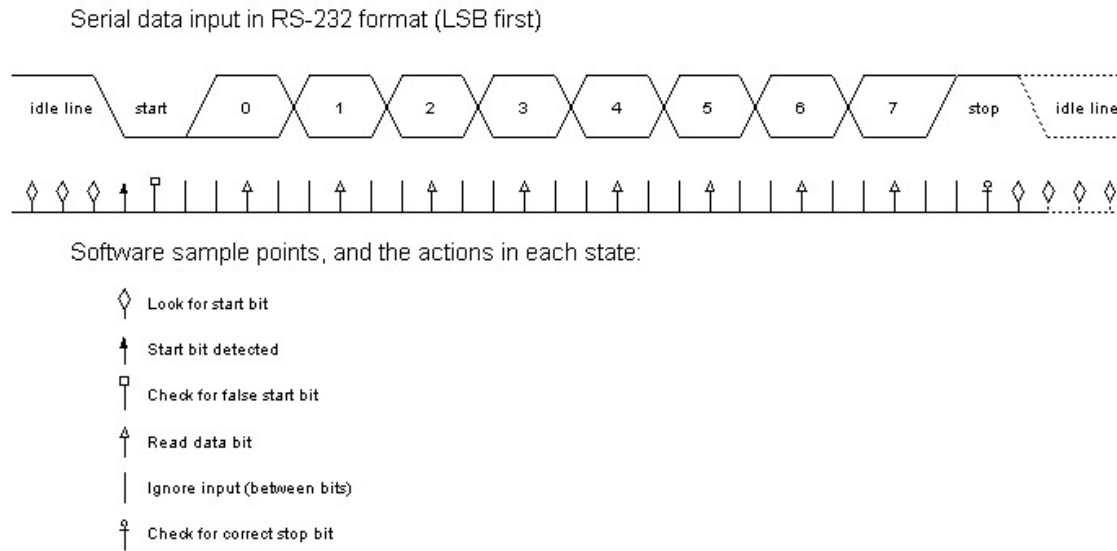 Serial data input in RS-232 format (LSB first)
idle line start 0 1 2 3 4 5 6 7 stop idle line
Software sample points, and the actions in each state:
Look for start bit
Start bit detected
Check for false start bit
Read data bit
Ignore input (between bits)
Check for correct stop bit